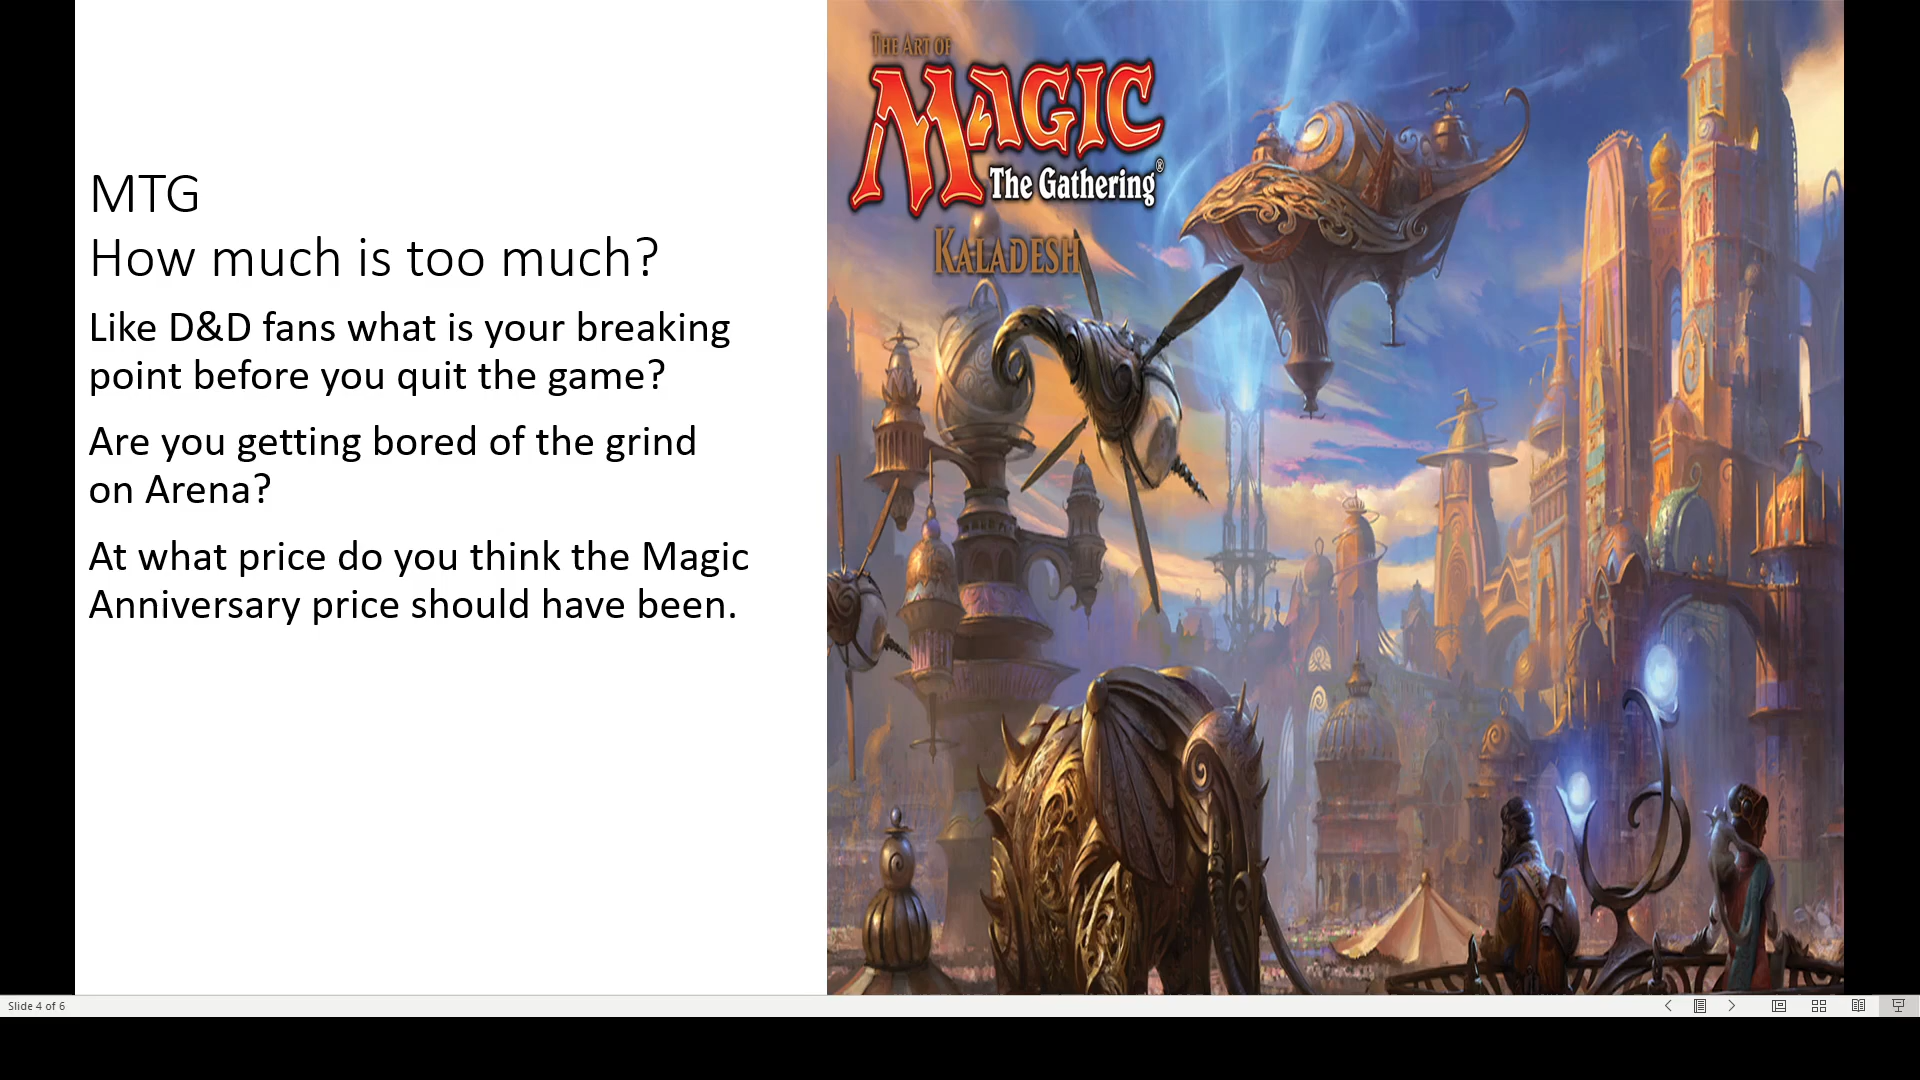 MTG
How much is too much?
Like D&D fans what is your breaking
point before you quit the game?
Are you getting bored of the grind
on Arena?
At what price do you think the Magic
Anniversary price should have been.
THE ART OF
MAGIC
The Gathering®
KALADESH
Slide 4 of 6